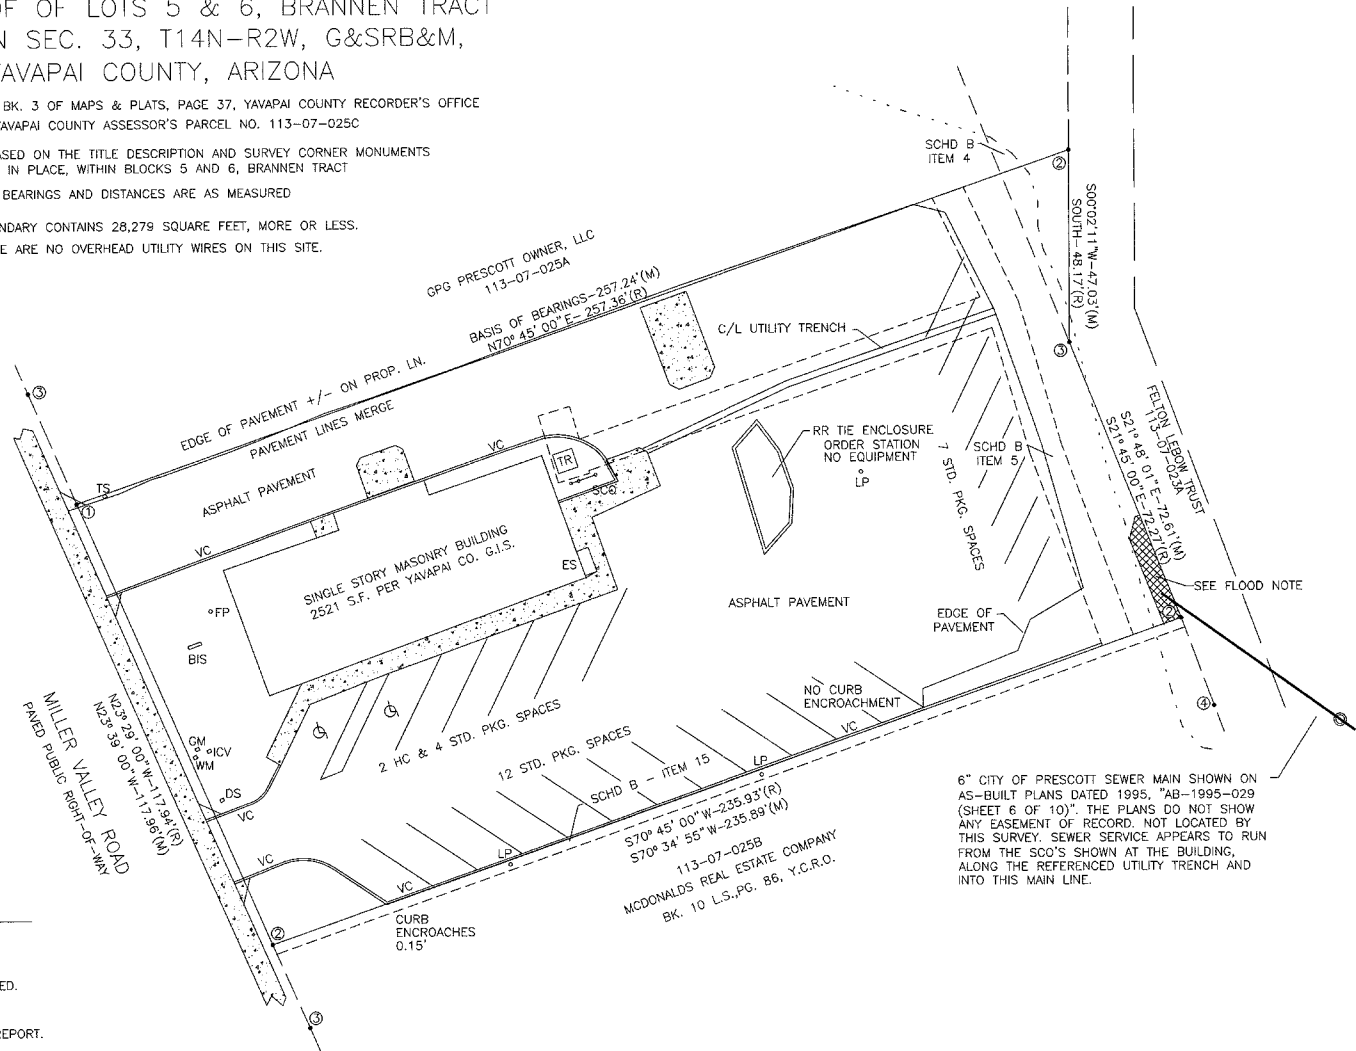 OF OF LOTS 5 & 6, BRANNEN TRACT
N SEC. 33, T14N-R2W, G&SRB&M,
YAVAPAI COUNTY, ARIZONA
BK. 3 OF MAPS & PLATS, PAGE 37, YAVAPAI COUNTY RECORDER'S OFFICE
YAVAPAI COUNTY ASSESSOR'S PARCEL NO. 113-07-025C
ASED ON THE TITLE DESCRIPTION AND SURVEY CORNER MONUMENTS
IN PLACE, WITHIN BLOCKS 5 AND 6, BRANNEN TRACT
BEARINGS AND DISTANCES ARE AS MEASURED
NDARY CONTAINS 28,279 SQUARE FEET, MORE OR LESS.
E ARE NO OVERHEAD UTILITY WIRES ON THIS SITE.
SCHD B
ITEM 4
2
S00°02'11"W-47.03'(M)
SOUTH-48.17'(R)
GPG PRESCOTT OWNER, LLC
113-07-025A
BASIS OF BEARINGS-257.24'(M)
N70° 45' 00"E- 257.36'(R)
C/L UTILITY TRENCH
3
3
EDGE OF PAVEMENT +/- ON PROP. LN.
PAVEMENT LINES MERGE
ASPHALT PAVEMENT
TS
1
VC
VC
TR
SCO
RR TIE ENCLOSURE
ORDER STATION
NO EQUIPMENT
LP
7 STD. PKG. SPACES
SCHD B
ITEM 5
FELTON LEBOW TRUST
113-07-023A
S21° 48' 01"E-72.61'(M)
S21° 45' 00"E-72.27'(R)
SINGLE STORY MASONRY BUILDING
2521 S.F. PER YAVAPAI CO. G.I.S.
ES
FP
BIS
ASPHALT PAVEMENT
SEE FLOOD NOTE
EDGE OF
PAVEMENT
2
4
NO CURB
ENCROACHMENT
VC
MILLER VALLEY ROAD
PAVED PUBLIC RIGHT-OF-WAY
N23° 29' 00"W-117.94'(R)
N23° 39' 00"W-117.96'(M)
GM
ICV
WM
DS
VC
VC
2 HC & 4 STD. PKG. SPACES
12 STD. PKG. SPACES
SCHD B - ITEM 15
LP
LP
VC
S70° 45' 00"W-235.93'(R)
S70° 34' 55"W-235.89'(M)
113-07-025B
MCDONALDS REAL ESTATE COMPANY
BK. 10 L.S.,PG. 86, Y.C.R.O.
6" CITY OF PRESCOTT SEWER MAIN SHOWN ON
AS-BUILT PLANS DATED 1995, "AB-1995-029
(SHEET 6 OF 10)". THE PLANS DO NOT SHOW
ANY EASEMENT OF RECORD. NOT LOCATED BY
THIS SURVEY. SEWER SERVICE APPEARS TO RUN
FROM THE SCO'S SHOWN AT THE BUILDING,
ALONG THE REFERENCED UTILITY TRENCH AND
INTO THIS MAIN LINE.
CURB
ENCROACHES
0.15'
2
3
ED.
REPORT.